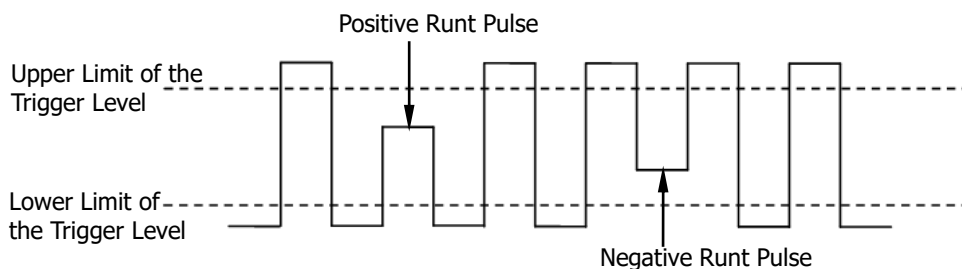 Positive Runt Pulse
Upper Limit of the
Trigger Level
Lower Limit of
the Trigger Level
Negative Runt Pulse